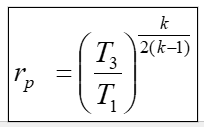 r_p = (T_3 / T_1)^{k / 2(k−1)}